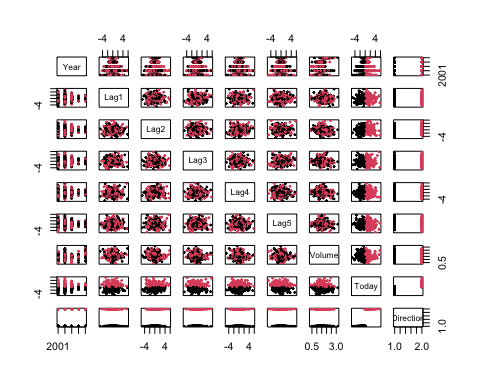 -4 4 -4 4 -4 4 -4 4
Year 2001
-4 Lag1
Lag2 -4
-4 Lag3
Lag4 -4
-4 Lag5
Volume 0.5
-4 Today
Direction 1.0
2001 -4 4 -4 4 0.5 3.0 1.0 2.0